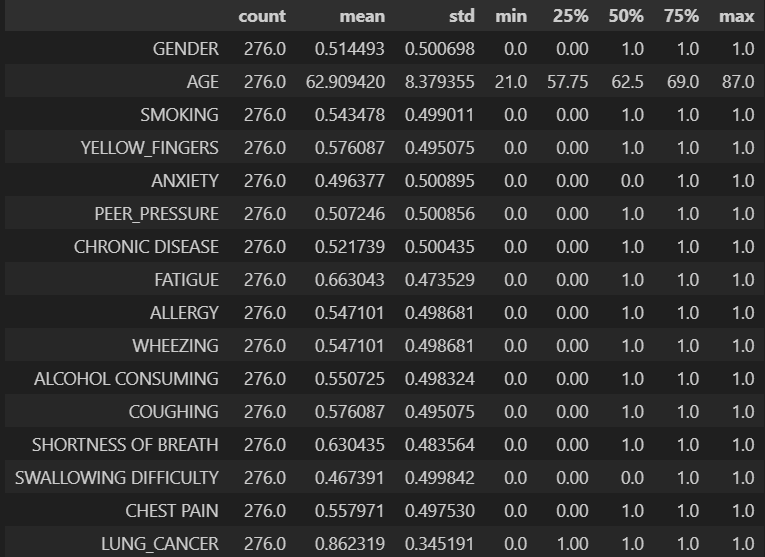 count mean std min 25% 50% 75% max
GENDER 276.0 0.514493 0.500698 0.0 0.00 1.0 1.0 1.0
AGE 276.0 62.909420 8.379355 21.0 57.75 62.5 69.0 87.0
SMOKING 276.0 0.543478 0.499011 0.0 0.00 1.0 1.0 1.0
YELLOW_FINGERS 276.0 0.576087 0.495075 0.0 0.00 1.0 1.0 1.0
ANXIETY 276.0 0.496377 0.500895 0.0 0.00 0.0 1.0 1.0
PEER_PRESSURE 276.0 0.507246 0.500856 0.0 0.00 1.0 1.0 1.0
CHRONIC DISEASE 276.0 0.521739 0.500435 0.0 0.00 1.0 1.0 1.0
FATIGUE 276.0 0.663043 0.473529 0.0 0.00 1.0 1.0 1.0
ALLERGY 276.0 0.547101 0.498681 0.0 0.00 1.0 1.0 1.0
WHEEZING 276.0 0.547101 0.498681 0.0 0.00 1.0 1.0 1.0
ALCOHOL CONSUMING 276.0 0.550725 0.498324 0.0 0.00 1.0 1.0 1.0
COUGHING 276.0 0.576087 0.495075 0.0 0.00 1.0 1.0 1.0
SHORTNESS OF BREATH 276.0 0.630435 0.483564 0.0 0.00 1.0 1.0 1.0
SWALLOWING DIFFICULTY 276.0 0.467391 0.499842 0.0 0.00 0.0 1.0 1.0
CHEST PAIN 276.0 0.557971 0.497530 0.0 0.00 1.0 1.0 1.0
LUNG_CANCER 276.0 0.862319 0.345191 0.0 1.00 1.0 1.0 1.0